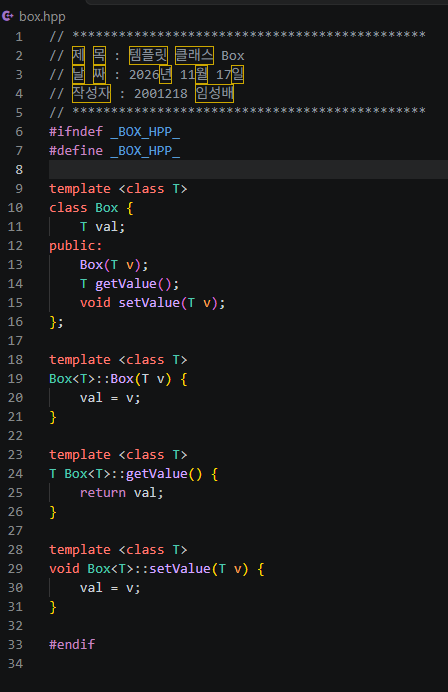 box.hpp
1 // **********************************************
2 // 제 목 : 템플릿 클래스 Box
3 // 날 짜 : 2026년 11월 17일
4 // 작성자 : 2001218 임성배
5 // **********************************************
6 #ifndef _BOX_HPP_
7 #define _BOX_HPP_
8
9 template <class T>
10 class Box {
11     T val;
12 public:
13     Box(T v);
14     T getValue();
15     void setValue(T v);
16 };
17
18 template <class T>
19 Box<T>::Box(T v) {
20     val = v;
21 }
22
23 template <class T>
24 T Box<T>::getValue() {
25     return val;
26 }
27
28 template <class T>
29 void Box<T>::setValue(T v) {
30     val = v;
31 }
32
33 #endif
34